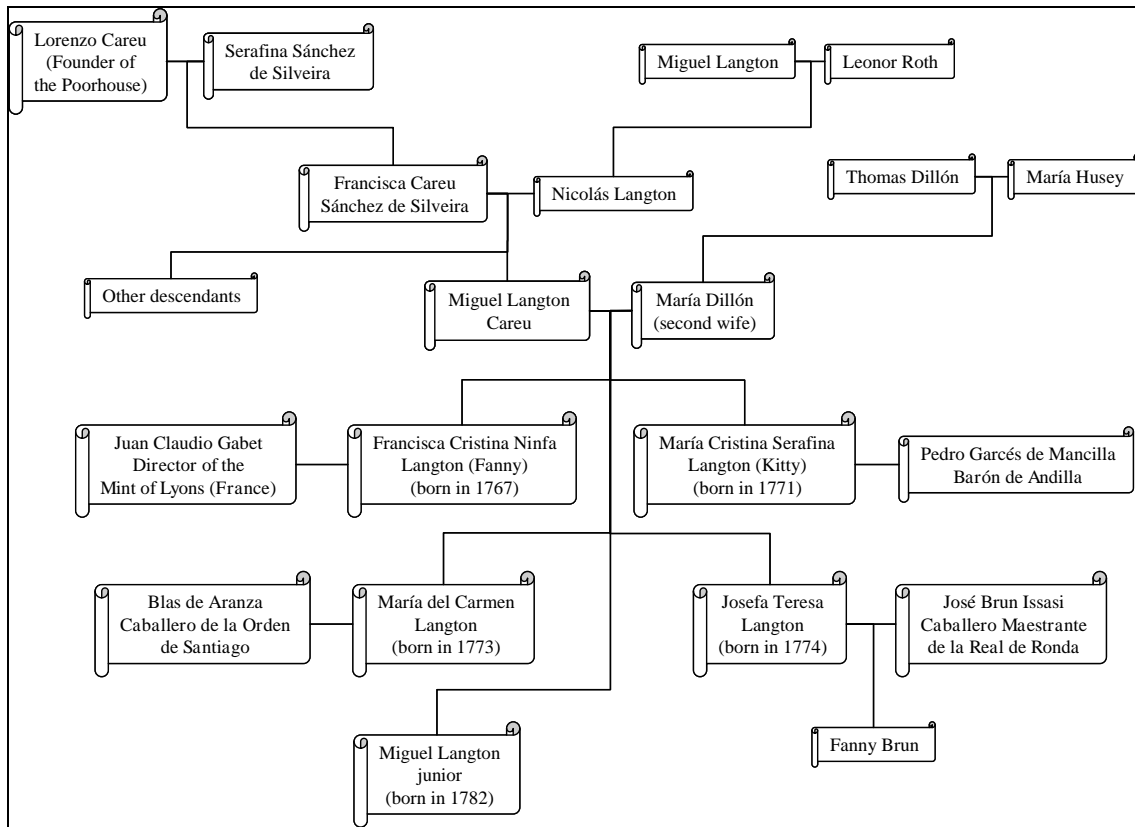 Lorenzo Careu
(Founder of
the Poorhouse)
Serafina Sánchez
de Silveira
Miguel Langton
Leonor Roth
Francisca Careu
Sánchez de Silveira
Nicolás Langton
Thomas Dillón
María Husey
Other descendants
Miguel Langton
Careu
María Dillón
(second wife)
Juan Claudio Gabet
Director of the
Mint of Lyons (France)
Francisca Cristina Ninfa
Langton (Fanny)
(born in 1767)
María Cristina Serafina
Langton (Kitty)
(born in 1771)
Pedro Garcés de Mancilla
Barón de Andilla
Blas de Aranza
Caballero de la Orden
de Santiago
María del Carmen
Langton
(born in 1773)
Josefa Teresa
Langton
(born in 1774)
José Brun Issasi
Caballero Maestrante
de la Real de Ronda
Miguel Langton
junior
(born in 1782)
Fanny Brun